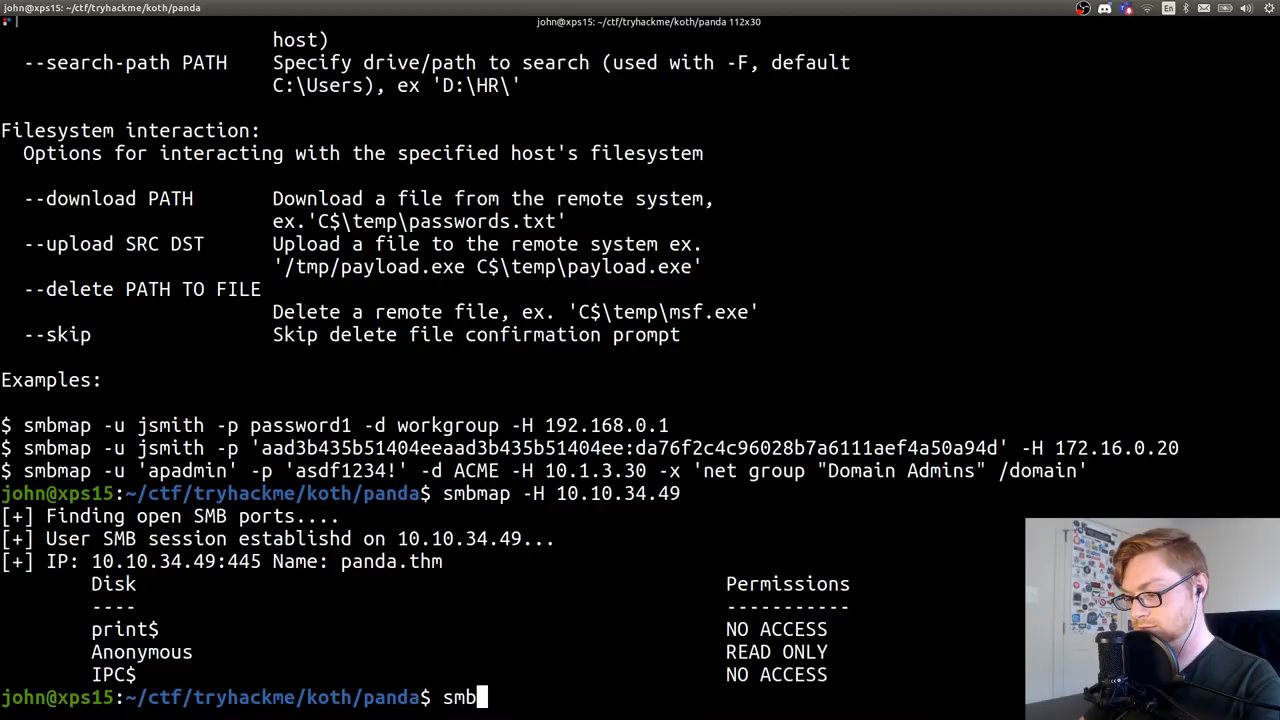 john@xps15: ~/ctf/tryhackme/koth/panda
En
john@xps15: ~/ctf/tryhackme/koth/panda 112x30
host)
--search-path PATH Specify drive/path to search (used with -F, default
C:\Users), ex 'D:\HR\'
Filesystem interaction:
Options for interacting with the specified host's filesystem
--download PATH Download a file from the remote system,
ex.'C$\temp\passwords.txt'
--upload SRC DST Upload a file to the remote system ex.
'/tmp/payload.exe C$\temp\payload.exe'
--delete PATH TO FILE
Delete a remote file, ex. 'C$\temp\msf.exe'
--skip Skip delete file confirmation prompt
Examples:
$ smbmap -u jsmith -p password1 -d workgroup -H 192.168.0.1
$ smbmap -u jsmith -p 'aad3b435b51404eeaad3b435b51404ee:da76f2c4c96028b7a6111aef4a50a94d' -H 172.16.0.20
$ smbmap -u 'apadmin' -p 'asdf1234!' -d ACME -H 10.1.3.30 -x 'net group "Domain Admins" /domain'
john@xps15:~/ctf/tryhackme/koth/panda$ smbmap -H 10.10.34.49
[+] Finding open SMB ports....
[+] User SMB session establishd on 10.10.34.49...
[+] IP: 10.10.34.49:445 Name: panda.thm
Disk Permissions
---- -----------
print$ NO ACCESS
Anonymous READ ONLY
IPC$ NO ACCESS
john@xps15:~/ctf/tryhackme/koth/panda$ smb